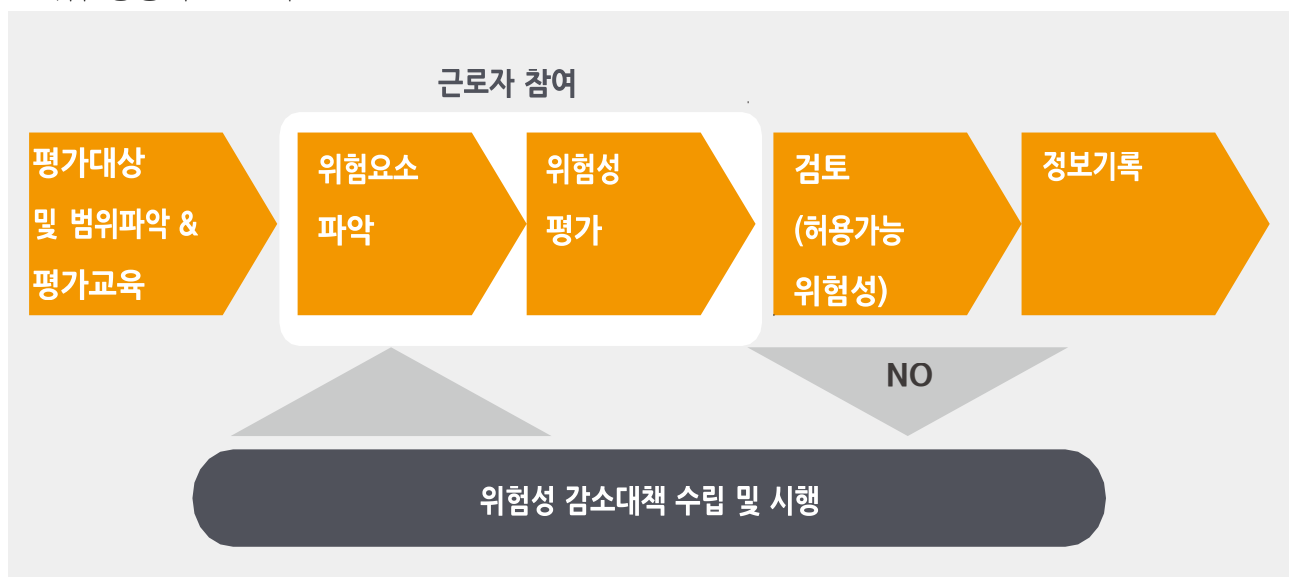 근로자 참여
평가대상
및 범위파악 &
평가교육
위험요소
파악
위험성
평가
검토
(허용가능
위험성)
정보기록
NO
위험성 감소대책 수립 및 시행